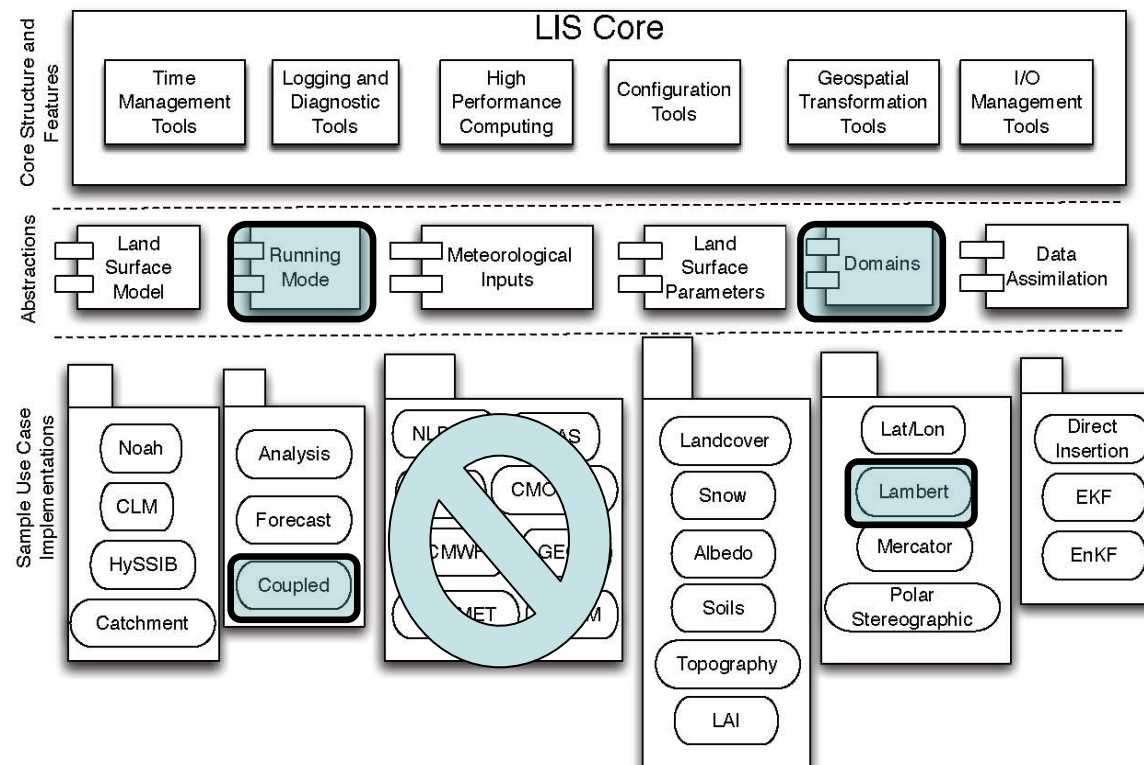 LIS Core
Core Structure and
Features
Time
Management
Tools
Logging and
Diagnostic
Tools
High
Performance
Computing
Configuration
Tools
Geospatial
Transformation
Tools
I/O
Management
Tools
Abstractions
Land
Surface
Model
Running
Mode
Meteorological
Inputs
Land
Surface
Parameters
Domains
Data
Assimilation
Sample Use Case
Implementations
Noah
CLM
HySSIB
Catchment
Analysis
Forecast
Coupled
Landcover
Snow
Albedo
Soils
Topography
LAI
Lat/Lon
Lambert
Mercator
Polar
Stereographic
Direct
Insertion
EKF
EnKF